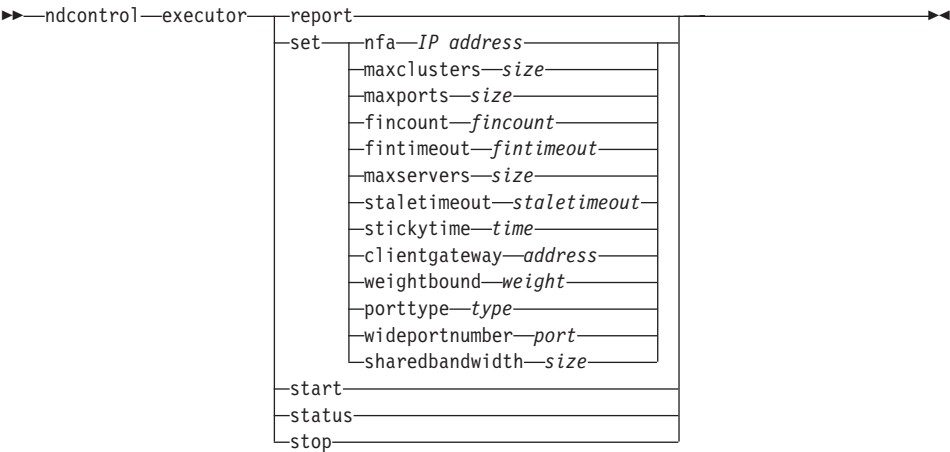 ndcontrol executor report
set nfa IP address
maxclusters size
maxports size
fincount fincount
fintimeout fintimeout
maxservers size
staletimeout staletimeout
stickytime time
clientgateway address
weightbound weight
porttype type
wideportnumber port
sharedbandwidth size
start
status
stop